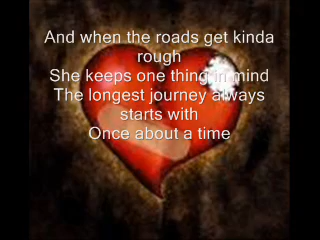 And when the roads get kinda
rough
She keeps one thing in mind
The longest journey always
starts with
Once about a time